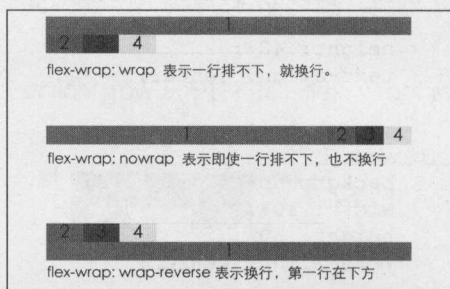 1
2 3 4
flex-wrap: wrap 表示一行排不下，就换行。
1 2 3 4
flex-wrap: nowrap 表示即使一行排不下，也不换行
2 3 4
1
flex-wrap: wrap-reverse 表示换行，第一行在下方